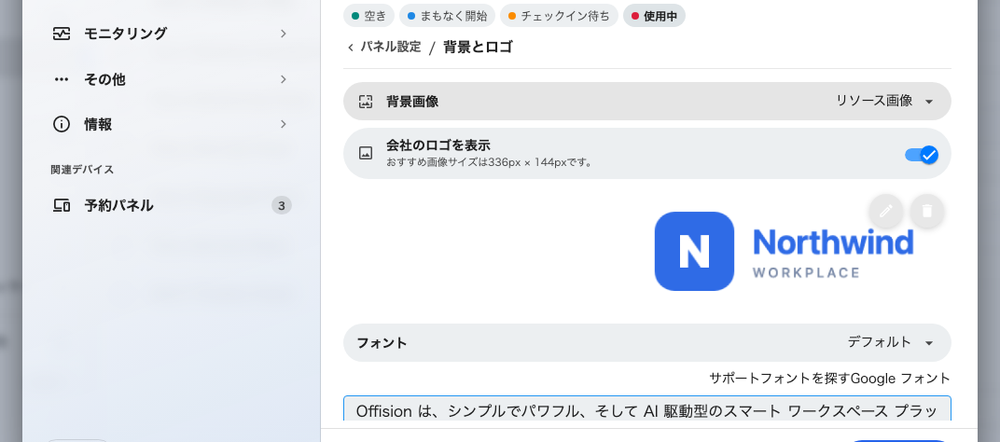 モニタリング
その他
情報
関連デバイス
予約パネル
3
空き
まもなく開始
チェックイン待ち
使用中
パネル設定 / 背景とロゴ
背景画像
リソース画像
会社のロゴを表示
おすすめ画像サイズは336px × 144pxです。
N
Northwind
WORKPLACE
フォント
デフォルト
サポートフォントを探すGoogle フォント
Offision は、シンプルでパワフル、そして AI 駆動型のスマート ワークスペース プラッ